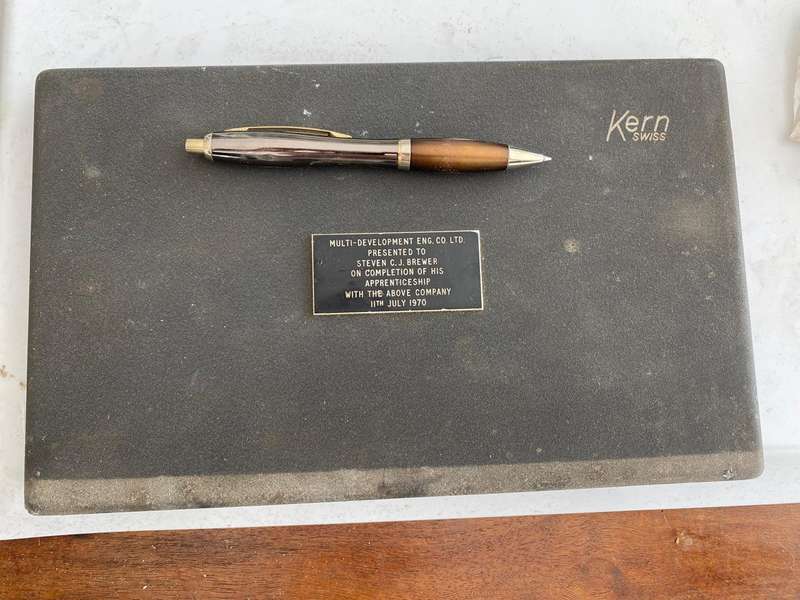 Kern
SWISS
MULTI-DEVELOPMENT ENG. CO. LTD.
PRESENTED TO
STEVEN C.J. BREWER
ON COMPLETION OF HIS
APPRENTICESHIP
WITH THE ABOVE COMPANY
11TH JULY 1970